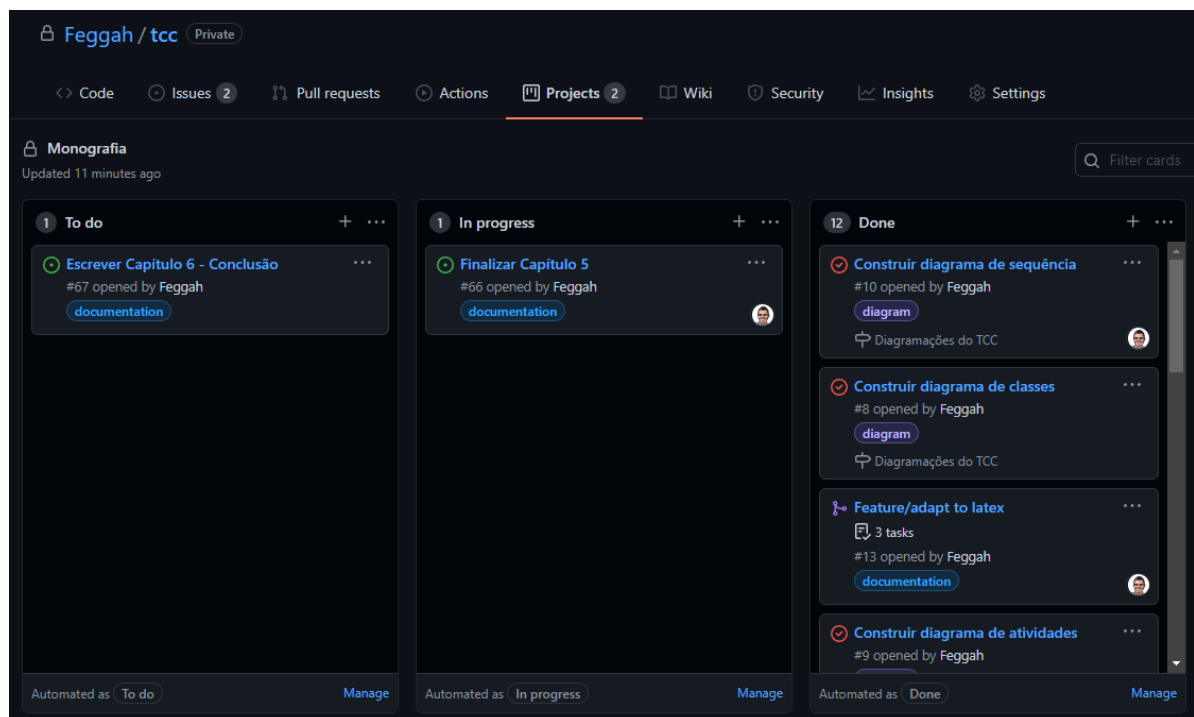 Feggah / tcc Private
Code Issues 2 Pull requests Actions Projects 2 Wiki Security Insights Settings
Monografia
Updated 11 minutes ago
Filter cards
1 To do
Escrever Capítulo 6 - Conclusão
#67 opened by Feggah
documentation
Automated as To do Manage
1 In progress
Finalizar Capítulo 5
#66 opened by Feggah
documentation
Automated as In progress Manage
12 Done
Construir diagrama de sequência
#10 opened by Feggah
diagram
Diagramações do TCC
Construir diagrama de classes
#8 opened by Feggah
diagram
Diagramações do TCC
Feature/adapt to latex
3 tasks
#13 opened by Feggah
documentation
Construir diagrama de atividades
#9 opened by Feggah
Automated as Done Manage